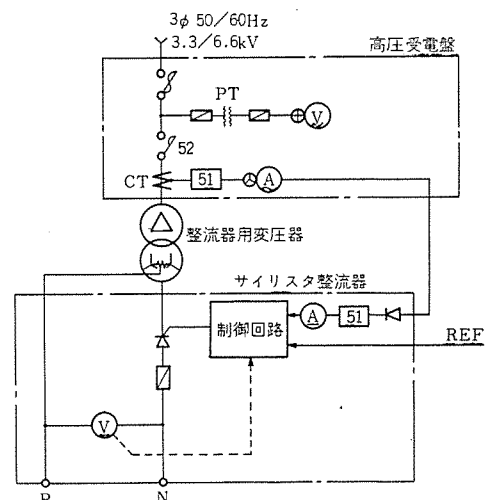 3φ 50/60Hz
3.3/6.6kV
高圧受電盤
PT
V
52
CT
51
A
整流器用変圧器
サイリスタ整流器
制御回路
A
51
REF
V
P
N